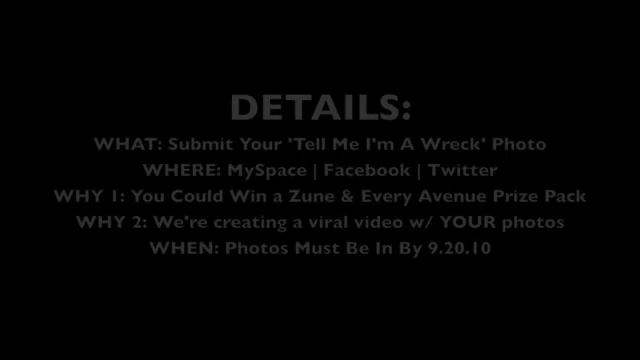 DETAILS:
WHAT: Submit Your 'Tell Me I'm A Wreck' Photo
WHERE: MySpace | Facebook | Twitter
WHY 1: You Could Win a Zune & Every Avenue Prize Pack
WHY 2: We're creating a viral video w/ YOUR photos
WHEN: Photos Must Be In By 9.20.10